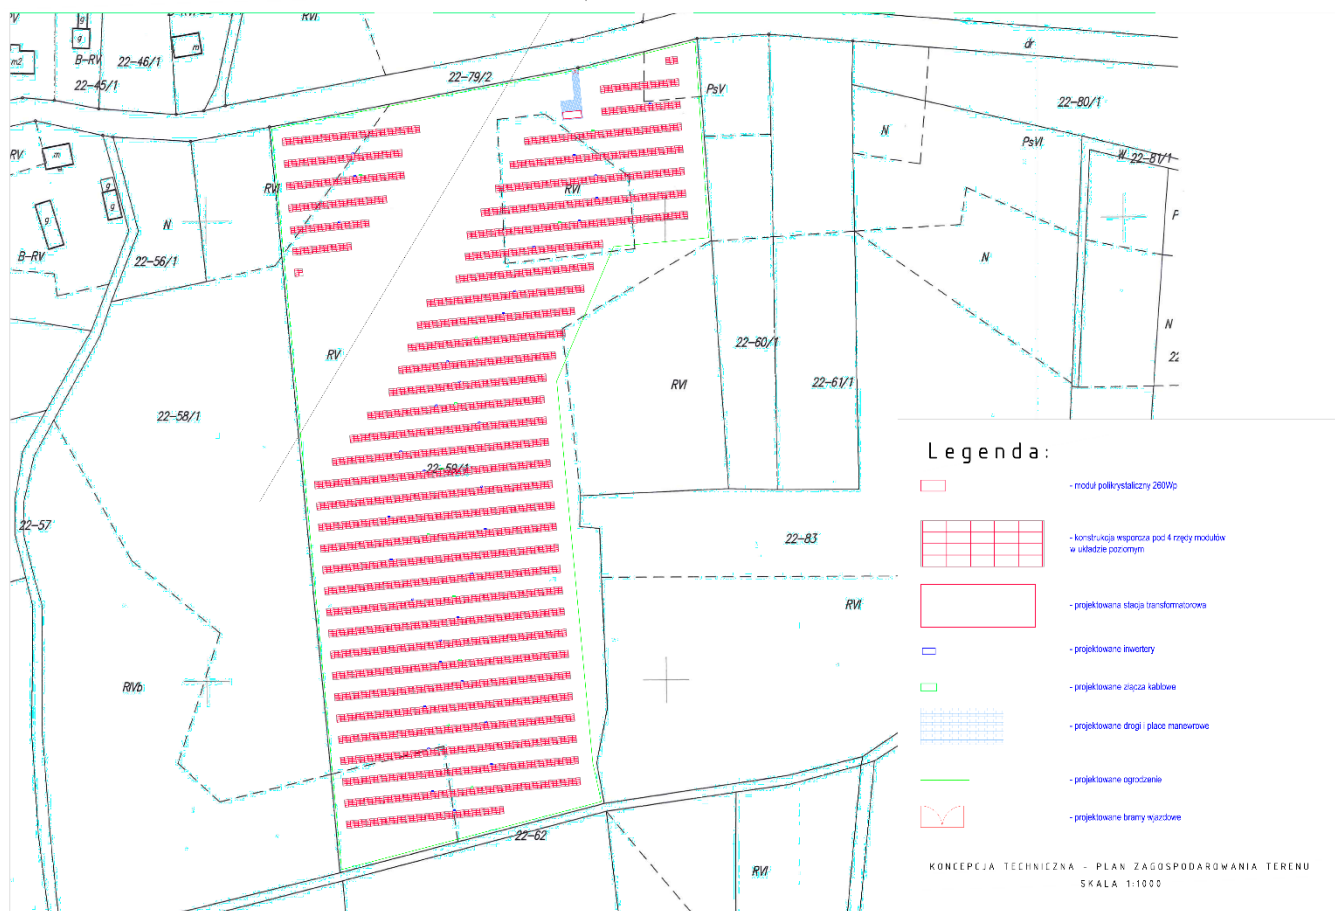 V
g
g
m2
B-RV
22-45/1
22-46/1
m
RVI
22-79/2
PsV
dr
22-80/1
N
PsVI
W
22-81/1
RV
m
g
g
g
N
RVI
RVI
P
B-RV
22-56/1
N
RV
22-60/1
N
22
22-58/1
RVI
22-61/1
22-59/1
22-57
22-83
RVI
RIVb
22-62
RVI
Legenda:
- moduł polikrystaliczny 260Wp
- konstrukcja wsporcza pod 4 rzędy modułów
w układzie poziomym
- projektowana stacja transformatorowa
- projektowane inwertery
- projektowane złącza kablowe
- projektowane drogi i place manewrowe
- projektowane ogrodzenie
- projektowane bramy wjazdowe
KONCEPCJA TECHNICZNA - PLAN ZAGOSPODAROWANIA TERENU
SKALA 1:1000